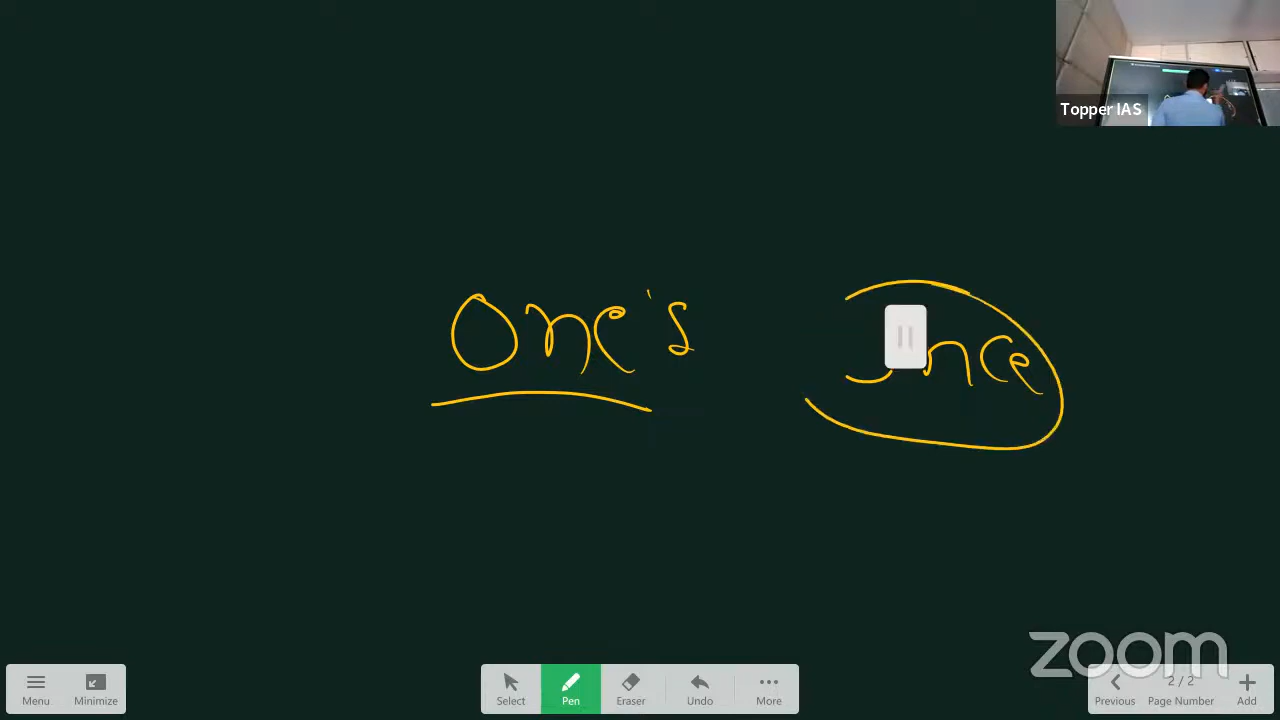 Topper IAS
One's
zoom
Menu Minimize Select Pen Eraser Undo More Previous 2 / 2 Page Number Add